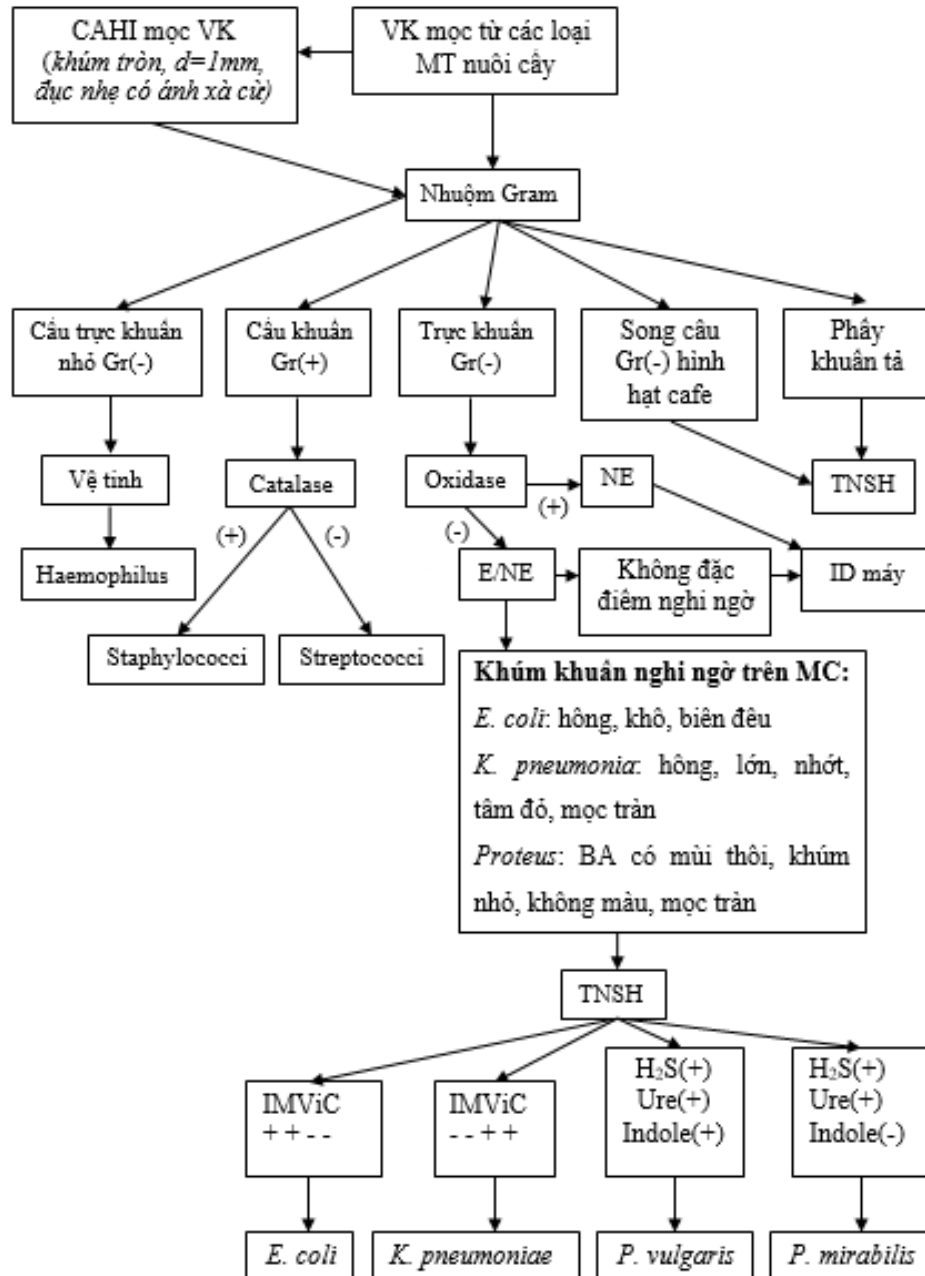 CAHI mọc VK
(khúm tròn, d=1mm,
đục nhẹ có ánh xà cừ)
VK mọc từ các loại
MT nuôi cấy
Nhuộm Gram
Cầu trực khuẩn
nhỏ Gr(-)
Cầu khuẩn
Gr(+)
Trực khuẩn
Gr(-)
Song cầu
Gr(-) hình
hạt cafe
Phẩy
khuẩn tả
Vệ tinh
Catalase
Oxidase
(+)
NE
TNSH
(+)
(-)
(-)
Haemophilus
E/NE
Không đặc
điểm nghi ngờ
ID máy
Staphylococci
Streptococci
Khúm khuẩn nghi ngờ trên MC:
E. coli: hồng, khô, biên đều
K. pneumonia: hồng, lớn, nhớt,
tâm đỏ, mọc tràn
Proteus: BA có mùi thối, khúm
nhỏ, không màu, mọc tràn
TNSH
IMViC
+ + - -
IMViC
- - + +
H₂S(+)
Ure(+)
Indole(+)
H₂S(+)
Ure(+)
Indole(-)
E. coli
K. pneumoniae
P. vulgaris
P. mirabilis